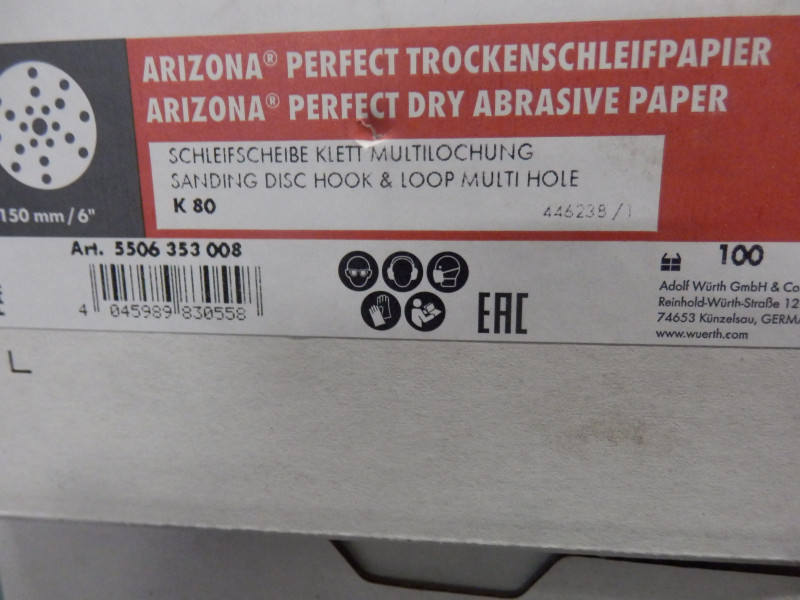 ARIZONA® PERFECT TROCKENSCHLEIFPAPIER
ARIZONA® PERFECT DRY ABRASIVE PAPER
SCHLEIFSCHEIBE KLETT MULTILOCHUNG
SANDING DISC HOOK & LOOP MULTI HOLE
K 80
446238/1
150 mm/6"
Art. 5506 353 008
4 045989 830558
EAC
100
Adolf Würth GmbH & Co
Reinhold-Würth-Straße 12
74653 Künzelsau, GERMA
www.wuerth.com
L